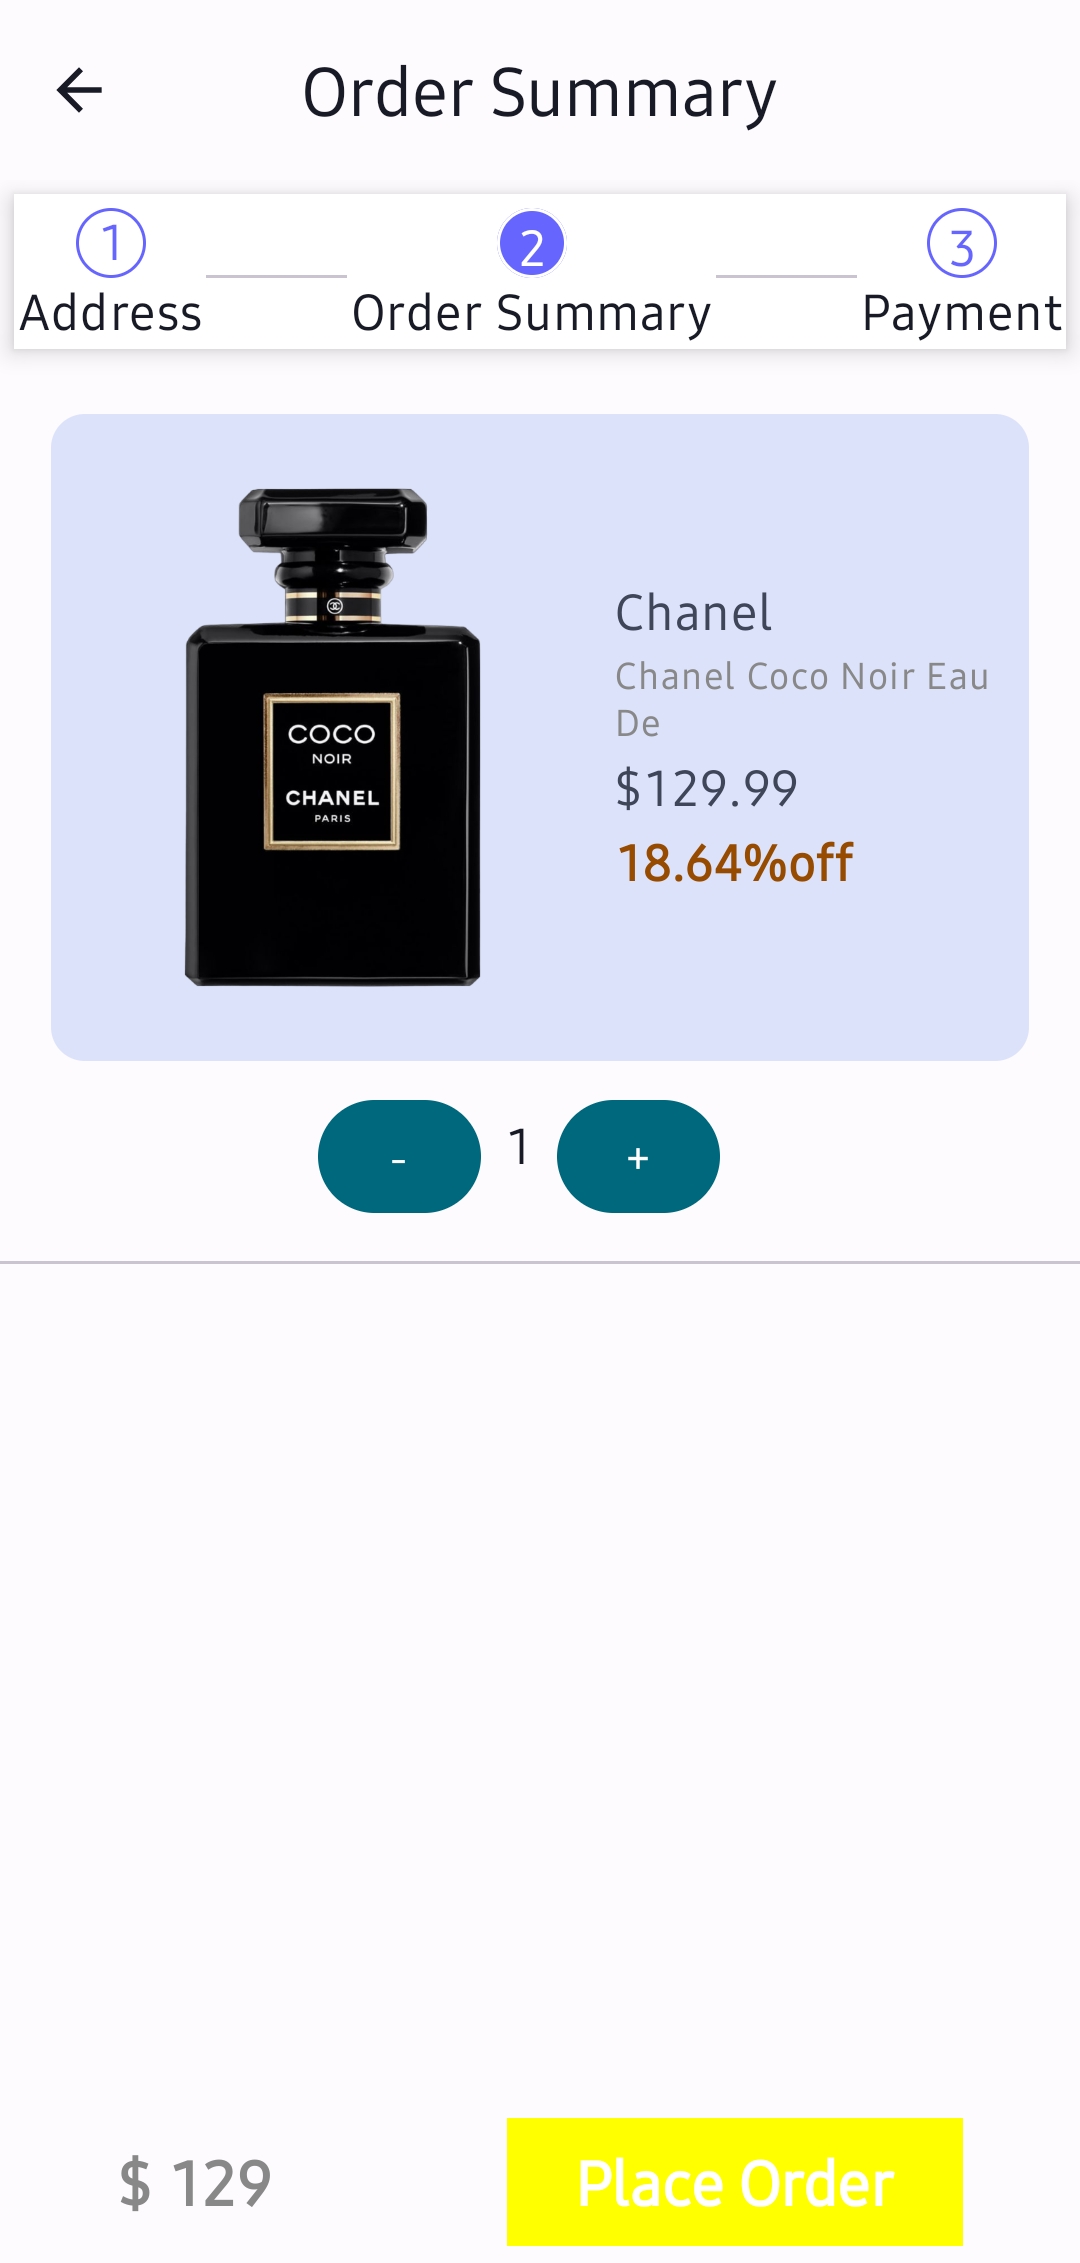 Order Summary
1 2 3
Address Order Summary Payment
COCO
NOIR
CHANEL
PARIS
Chanel
Chanel Coco Noir Eau
De
$129.99
18.64%off
- 1 +
$ 129 Place Order